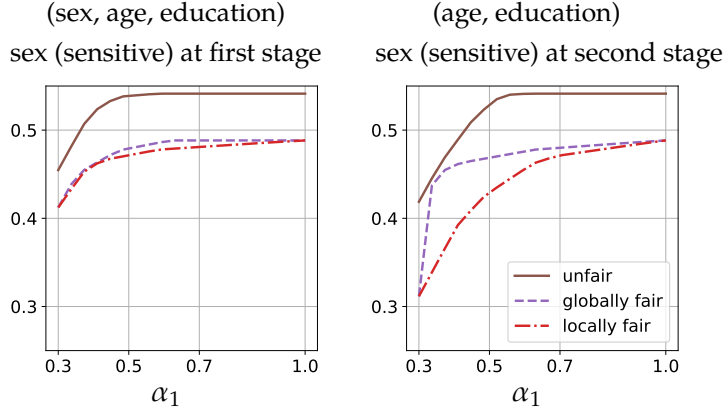 (sex, age, education)
sex (sensitive) at first stage
0.5
0.4
0.3
0.3
0.5
0.7
1.0
α₁
(age, education)
sex (sensitive) at second stage
0.5
0.4
0.3
unfair
globally fair
locally fair
0.3
0.5
0.7
1.0
α₁